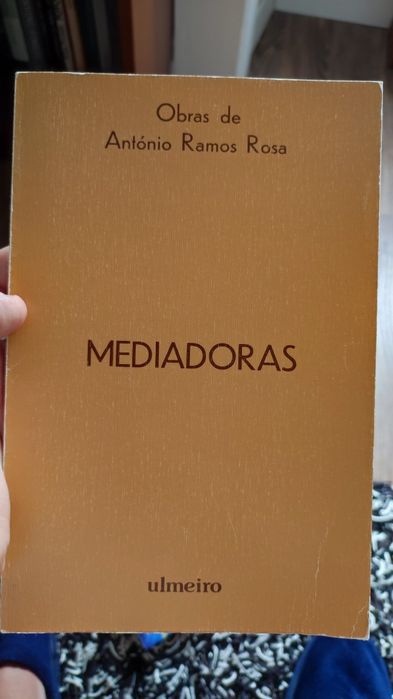 Obras de
António Ramos Rosa
MEDIADORAS
ulmeiro